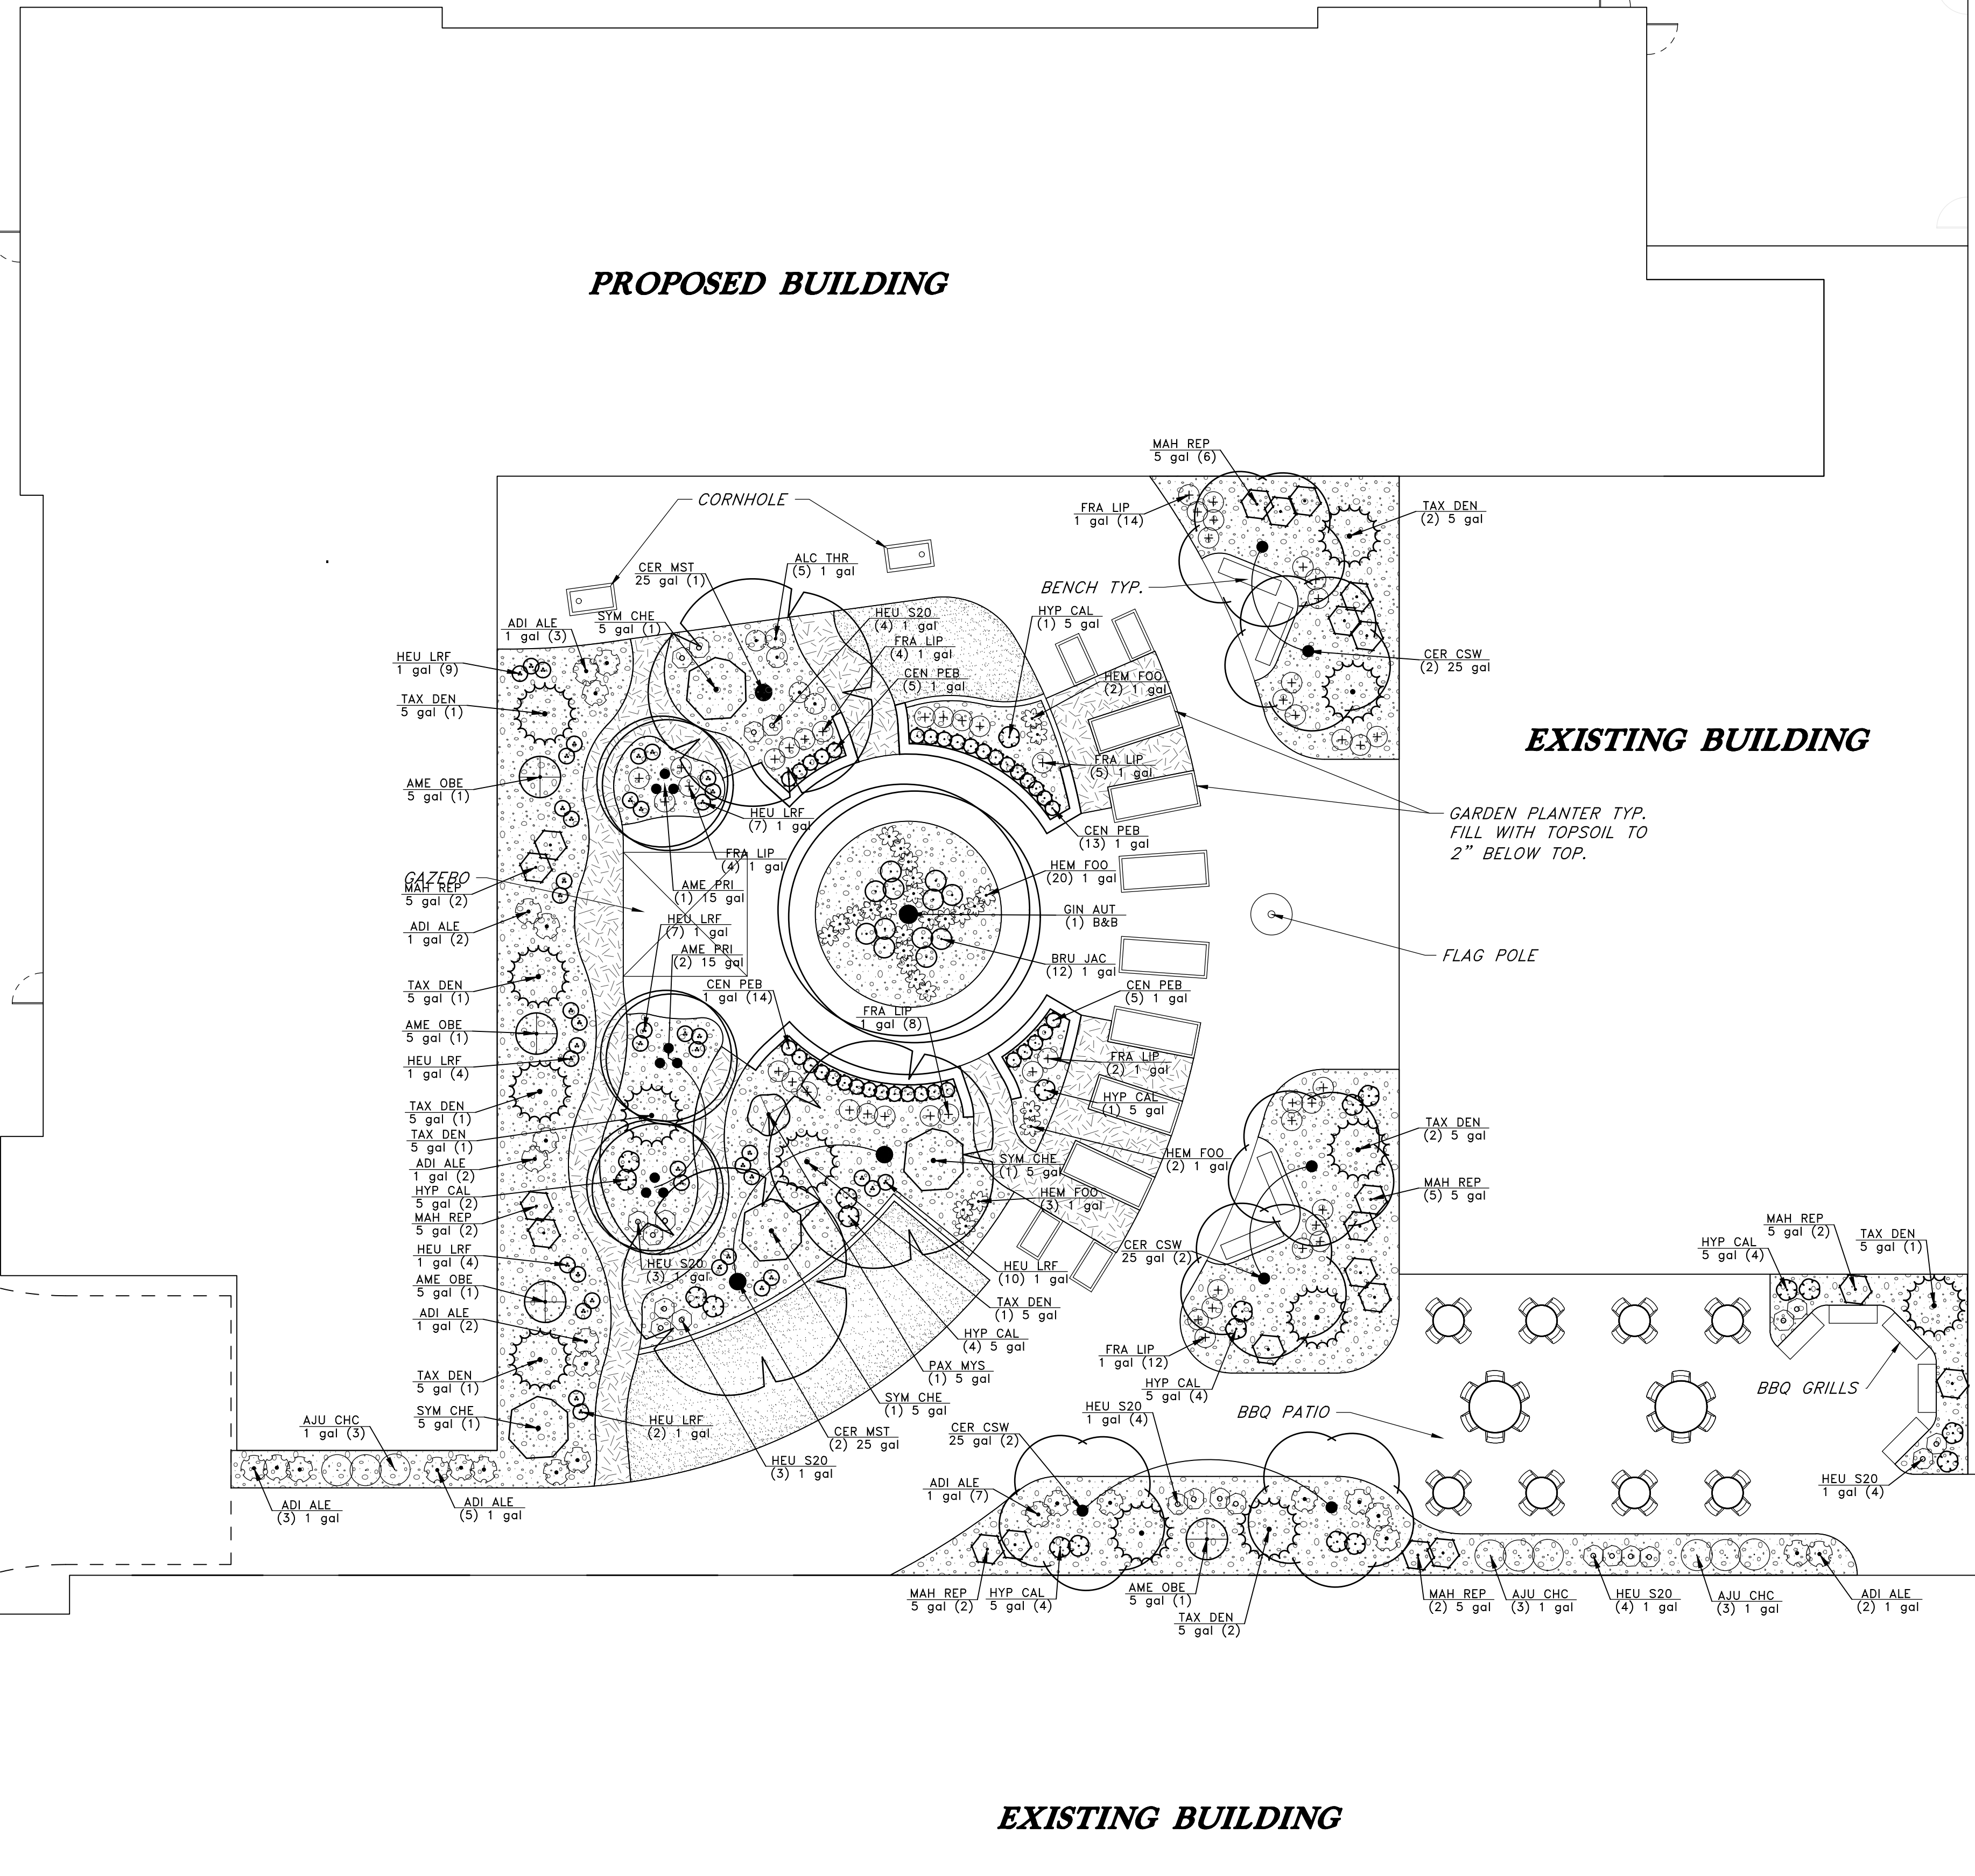 PROPOSED BUILDING
MAH REP
5 gal (6)
CORNHOLE
FRA LIP
1 gal (14)
TAX DEN
(2) 5 gal
CER MST
25 gal (1)
ALC THR
(5) 1 gal
BENCH TYP.
ADI ALE
1 gal (3)
SYM CHE
5 gal (1)
HEU S20
(4) 1 gal
HYP CAL
(1) 5 gal
FRA LIP
(4) 1 gal
HEU LRF
1 gal (9)
CER CSW
(2) 25 gal
CEN PEB
(5) 1 gal
HEM FOO
(2) 1 gal
TAX DEN
5 gal (1)
EXISTING BUILDING
FRA LIP
(5) 1 gal
AME OBE
5 gal (1)
HEU LRF
(7) 1 gal
GARDEN PLANTER TYP.
FILL WITH TOPSOIL TO
2" BELOW TOP.
CEN PEB
(13) 1 gal
FRA LIP
(4) 1 gal
HEM FOO
(20) 1 gal
GAZEBO
MAH REP
5 gal (2)
AME PRI
(1) 15 gal
GIN AUT
(1) B&B
HEU LRF
(7) 1 gal
ADI ALE
1 gal (2)
AME PRI
(2) 15 gal
FLAG POLE
BRU JAC
(12) 1 gal
TAX DEN
5 gal (1)
CEN PEB
1 gal (14)
CEN PEB
(5) 1 gal
FRA LIP
1 gal (8)
AME OBE
5 gal (1)
HEU LRF
1 gal (4)
FRA LIP
(2) 1 gal
TAX DEN
5 gal (1)
HYP CAL
(1) 5 gal
TAX DEN
5 gal (1)
TAX DEN
(2) 5 gal
ADI ALE
1 gal (2)
SYM CHE
(1) 5 gal
HEM FOO
(2) 1 gal
HYP CAL
5 gal (2)
HEM FOO
(3) 1 gal
MAH REP
(5) 5 gal
MAH REP
5 gal (2)
MAH REP
5 gal (2)
TAX DEN
5 gal (1)
HYP CAL
5 gal (4)
CER CSW
25 gal (2)
HEU LRF
1 gal (4)
HEU S20
(3) 1 gal
HEU LRF
(10) 1 gal
AME OBE
5 gal (1)
TAX DEN
(1) 5 gal
ADI ALE
1 gal (2)
HYP CAL
(4) 5 gal
FRA LIP
1 gal (12)
PAX MYS
(1) 5 gal
TAX DEN
5 gal (1)
HYP CAL
5 gal (4)
BBQ GRILLS
SYM CHE
(1) 5 gal
SYM CHE
5 gal (1)
HEU S20
1 gal (4)
BBQ PATIO
AJU CHC
1 gal (3)
HEU LRF
(2) 1 gal
CER MST
(2) 25 gal
CER CSW
25 gal (2)
HEU S20
(3) 1 gal
HEU S20
1 gal (4)
ADI ALE
1 gal (7)
ADI ALE
(3) 1 gal
ADI ALE
(5) 1 gal
MAH REP
5 gal (2)
HYP CAL
5 gal (4)
AME OBE
5 gal (1)
TAX DEN
5 gal (2)
MAH REP
(2) 5 gal
AJU CHC
(3) 1 gal
HEU S20
(4) 1 gal
AJU CHC
(3) 1 gal
ADI ALE
(2) 1 gal
EXISTING BUILDING